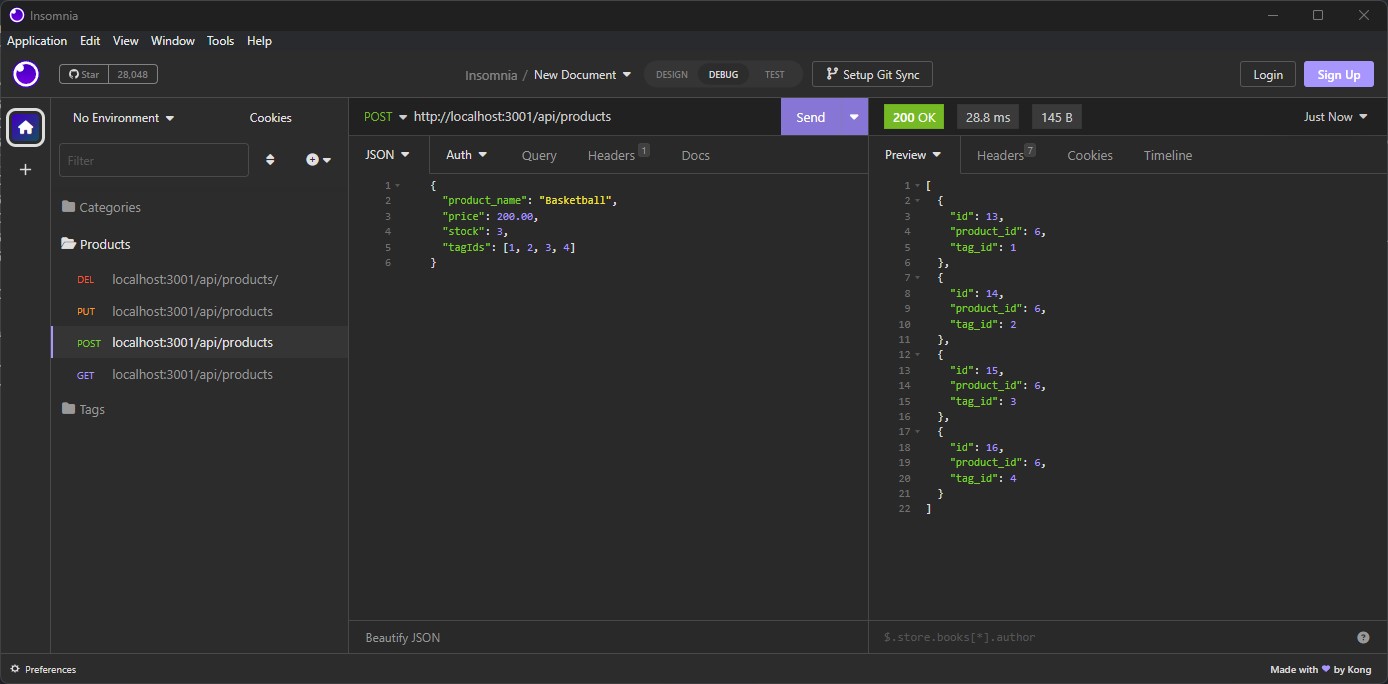 Insomnia
Application Edit View Window Tools Help
Star 28,048
Insomnia / New Document
DESIGN DEBUG TEST
Setup Git Sync
Login
Sign Up
No Environment
Cookies
Filter
Categories
Products
DEL localhost:3001/api/products/
PUT localhost:3001/api/products
POST localhost:3001/api/products
GET localhost:3001/api/products
Tags
POST http://localhost:3001/api/products
Send
JSON Auth Query Headers 1 Docs
1 {
2 "product_name": "Basketball",
3 "price": 200.00,
4 "stock": 3,
5 "tagIds": [1, 2, 3, 4]
6 }
Beautify JSON
200 OK 28.8 ms 145 B Just Now
Preview Headers 7 Cookies Timeline
1 [
2 {
3 "id": 13,
4 "product_id": 6,
5 "tag_id": 1
6 },
7 {
8 "id": 14,
9 "product_id": 6,
10 "tag_id": 2
11 },
12 {
13 "id": 15,
14 "product_id": 6,
15 "tag_id": 3
16 },
17 {
18 "id": 16,
19 "product_id": 6,
20 "tag_id": 4
21 }
22 ]
$.store.books[*].author
?
Preferences
Made with ❤ by Kong